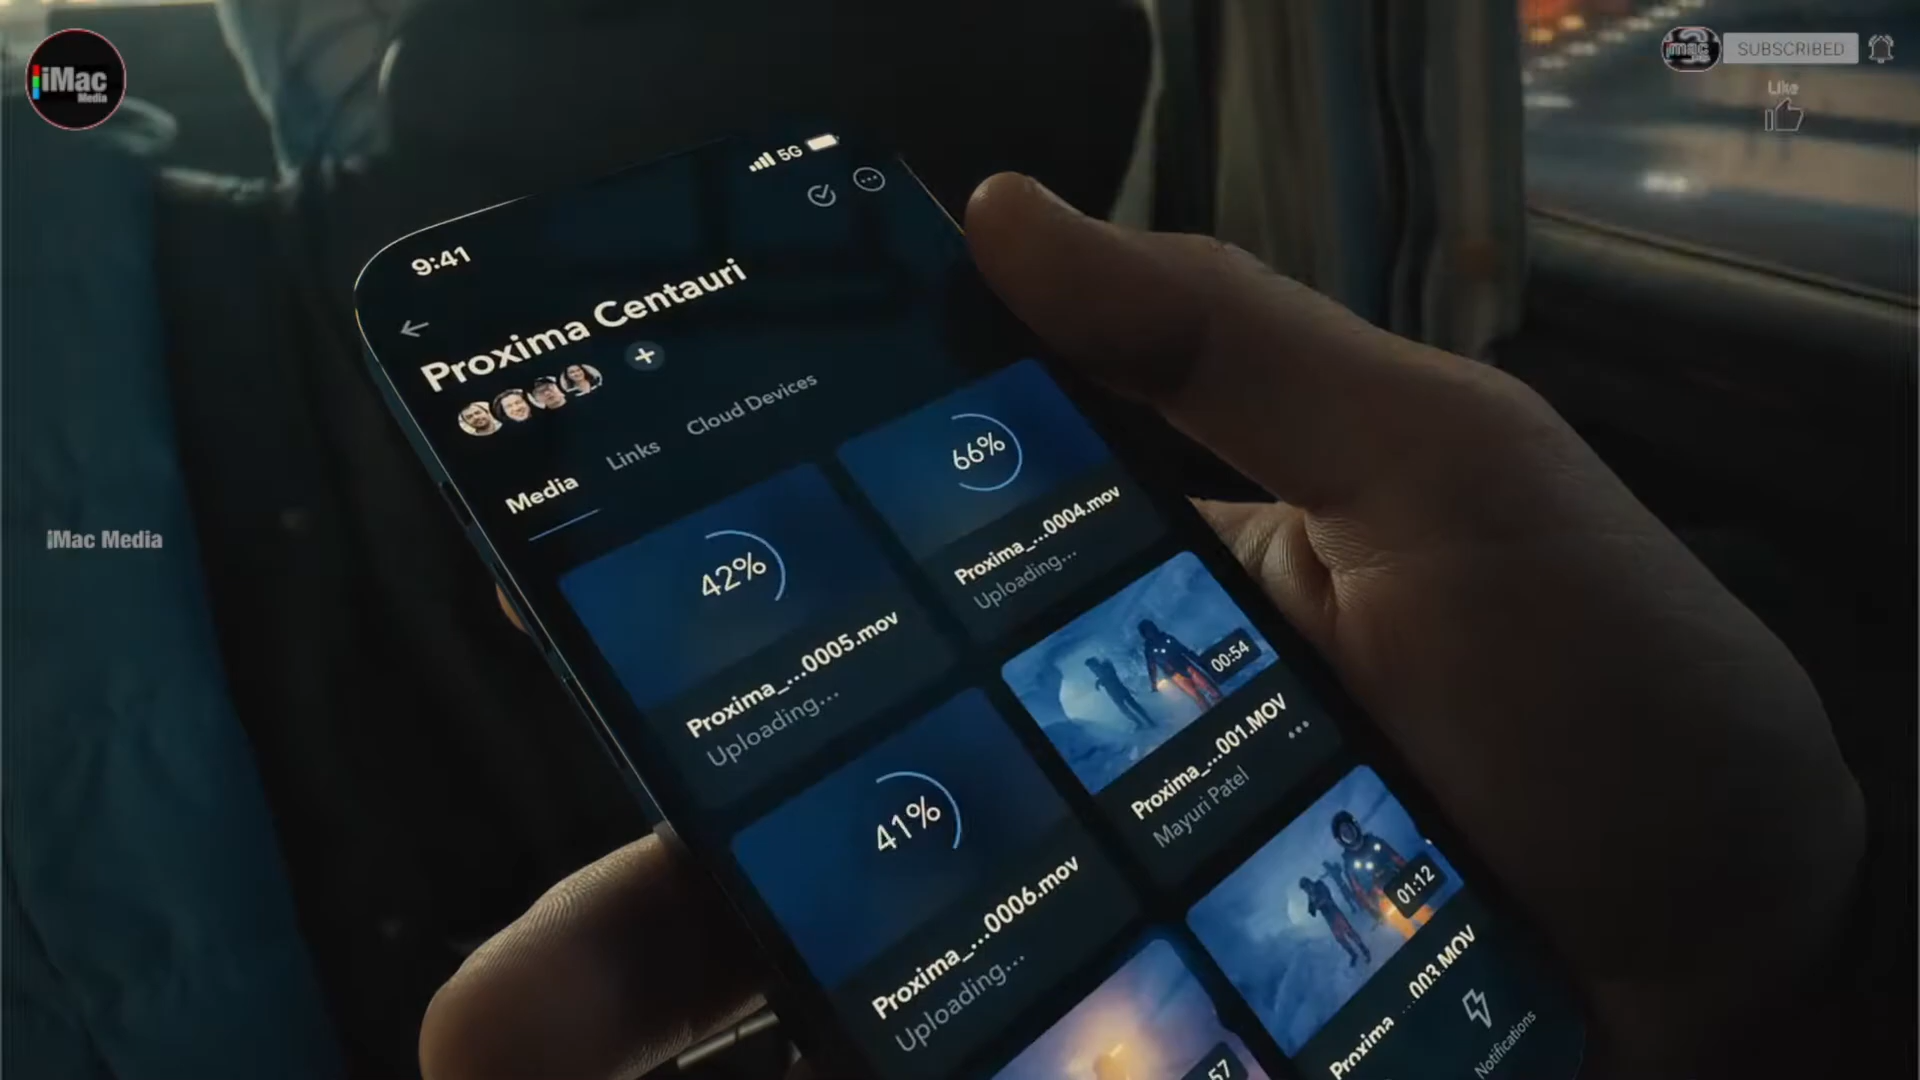 iMac
Media
SUBSCRIBED
Like
5G
9:41
Proxima Centauri
+
Media
Links
Cloud Devices
42%
Proxima_...0005.mov
Uploading...
66%
Proxima_...0004.mov
Uploading...
41%
Proxima_...0006.mov
Uploading...
00:54
Proxima_...001.MOV
Mayuri Patel
01:12
Proxima ...003.MOV
57
Notifications
iMac Media